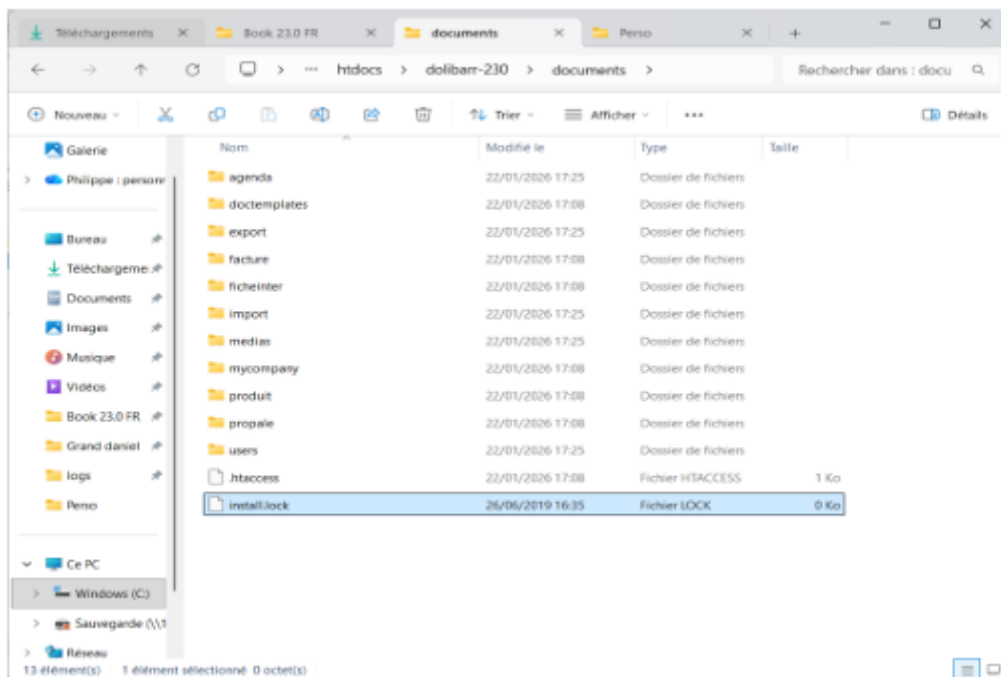 Téléchargements Book 23.0 FR documents Perso
htdocs > dolibarr-230 > documents > Rechercher dans : docu
Nouveau Trier Afficher Détails
Nom Modifié le Type Taille
Galerie
Philippe : personn
Bureau
Téléchargeme
Documents
Images
Musique
Vidéos
Book 23.0 FR
Grand daniel
logs
Perso
Ce PC
Windows (C:)
Sauvegarde (\\1
Réseau
agenda 22/01/2026 17:25 Dossier de fichiers
doctemplates 22/01/2026 17:08 Dossier de fichiers
export 22/01/2026 17:25 Dossier de fichiers
facture 22/01/2026 17:08 Dossier de fichiers
ficheinter 22/01/2026 17:08 Dossier de fichiers
import 22/01/2026 17:25 Dossier de fichiers
medias 22/01/2026 17:25 Dossier de fichiers
mycompany 22/01/2026 17:08 Dossier de fichiers
produit 22/01/2026 17:08 Dossier de fichiers
propale 22/01/2026 17:08 Dossier de fichiers
users 22/01/2026 17:25 Dossier de fichiers
.htaccess 22/01/2026 17:08 Fichier HTACCESS 1 Ko
install.lock 26/06/2019 16:35 Fichier LOCK 0 Ko
13 élément(s) 1 élément sélectionné 0 octet(s)